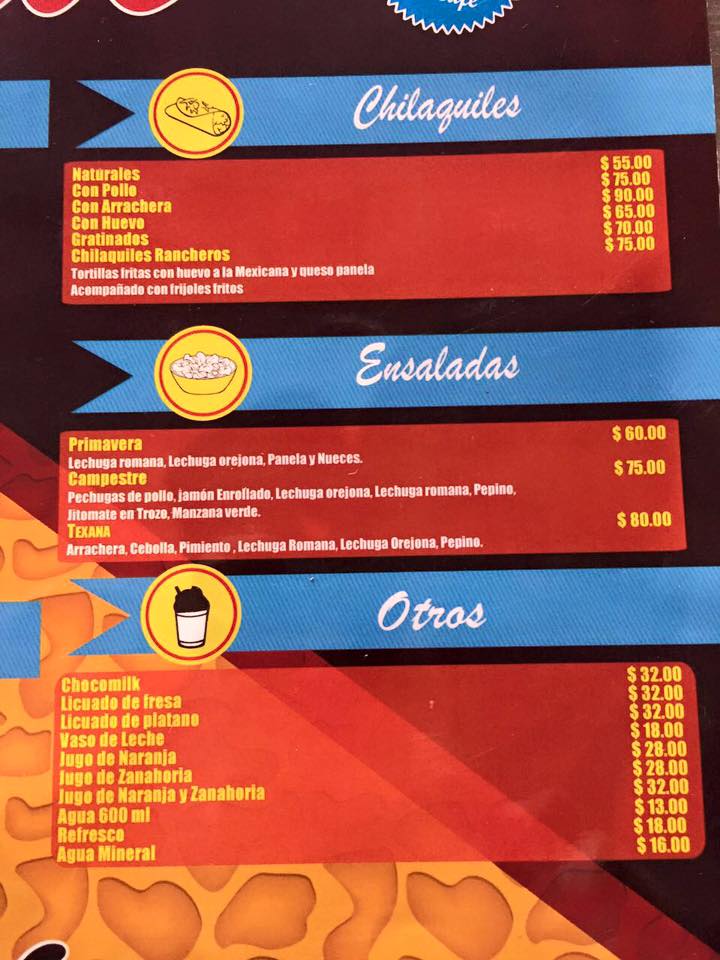 Café
Chilaquiles
Naturales $ 55.00
Con Pollo $ 75.00
Con Arrachera $ 90.00
Con Huevo $ 65.00
Gratinados $ 70.00
Chilaquiles Rancheros $ 75.00
Tortillas fritas con huevo a la Mexicana y queso panela
Acompañado con frijoles fritos
Ensaladas
Primavera $ 60.00
Lechuga romana, Lechuga orejona, Panela y Nueces.
Campestre $ 75.00
Pechugas de pollo, jamón Enrollado, Lechuga orejona, Lechuga romana, Pepino,
Jitomate en Trozo, Manzana verde.
TEXANA $ 80.00
Arrachera, Cebolla, Pimiento , Lechuga Romana, Lechuga Orejona, Pepino.
Otros
Chocomilk $ 32.00
Licuado de fresa $ 32.00
Licuado de platano $ 32.00
Vaso de Leche $ 18.00
Jugo de Naranja $ 28.00
Jugo de Zanahoria $ 28.00
Jugo de Naranja y Zanahoria $ 32.00
Agua 600 ml $ 13.00
Refresco $ 18.00
Agua Mineral $ 16.00